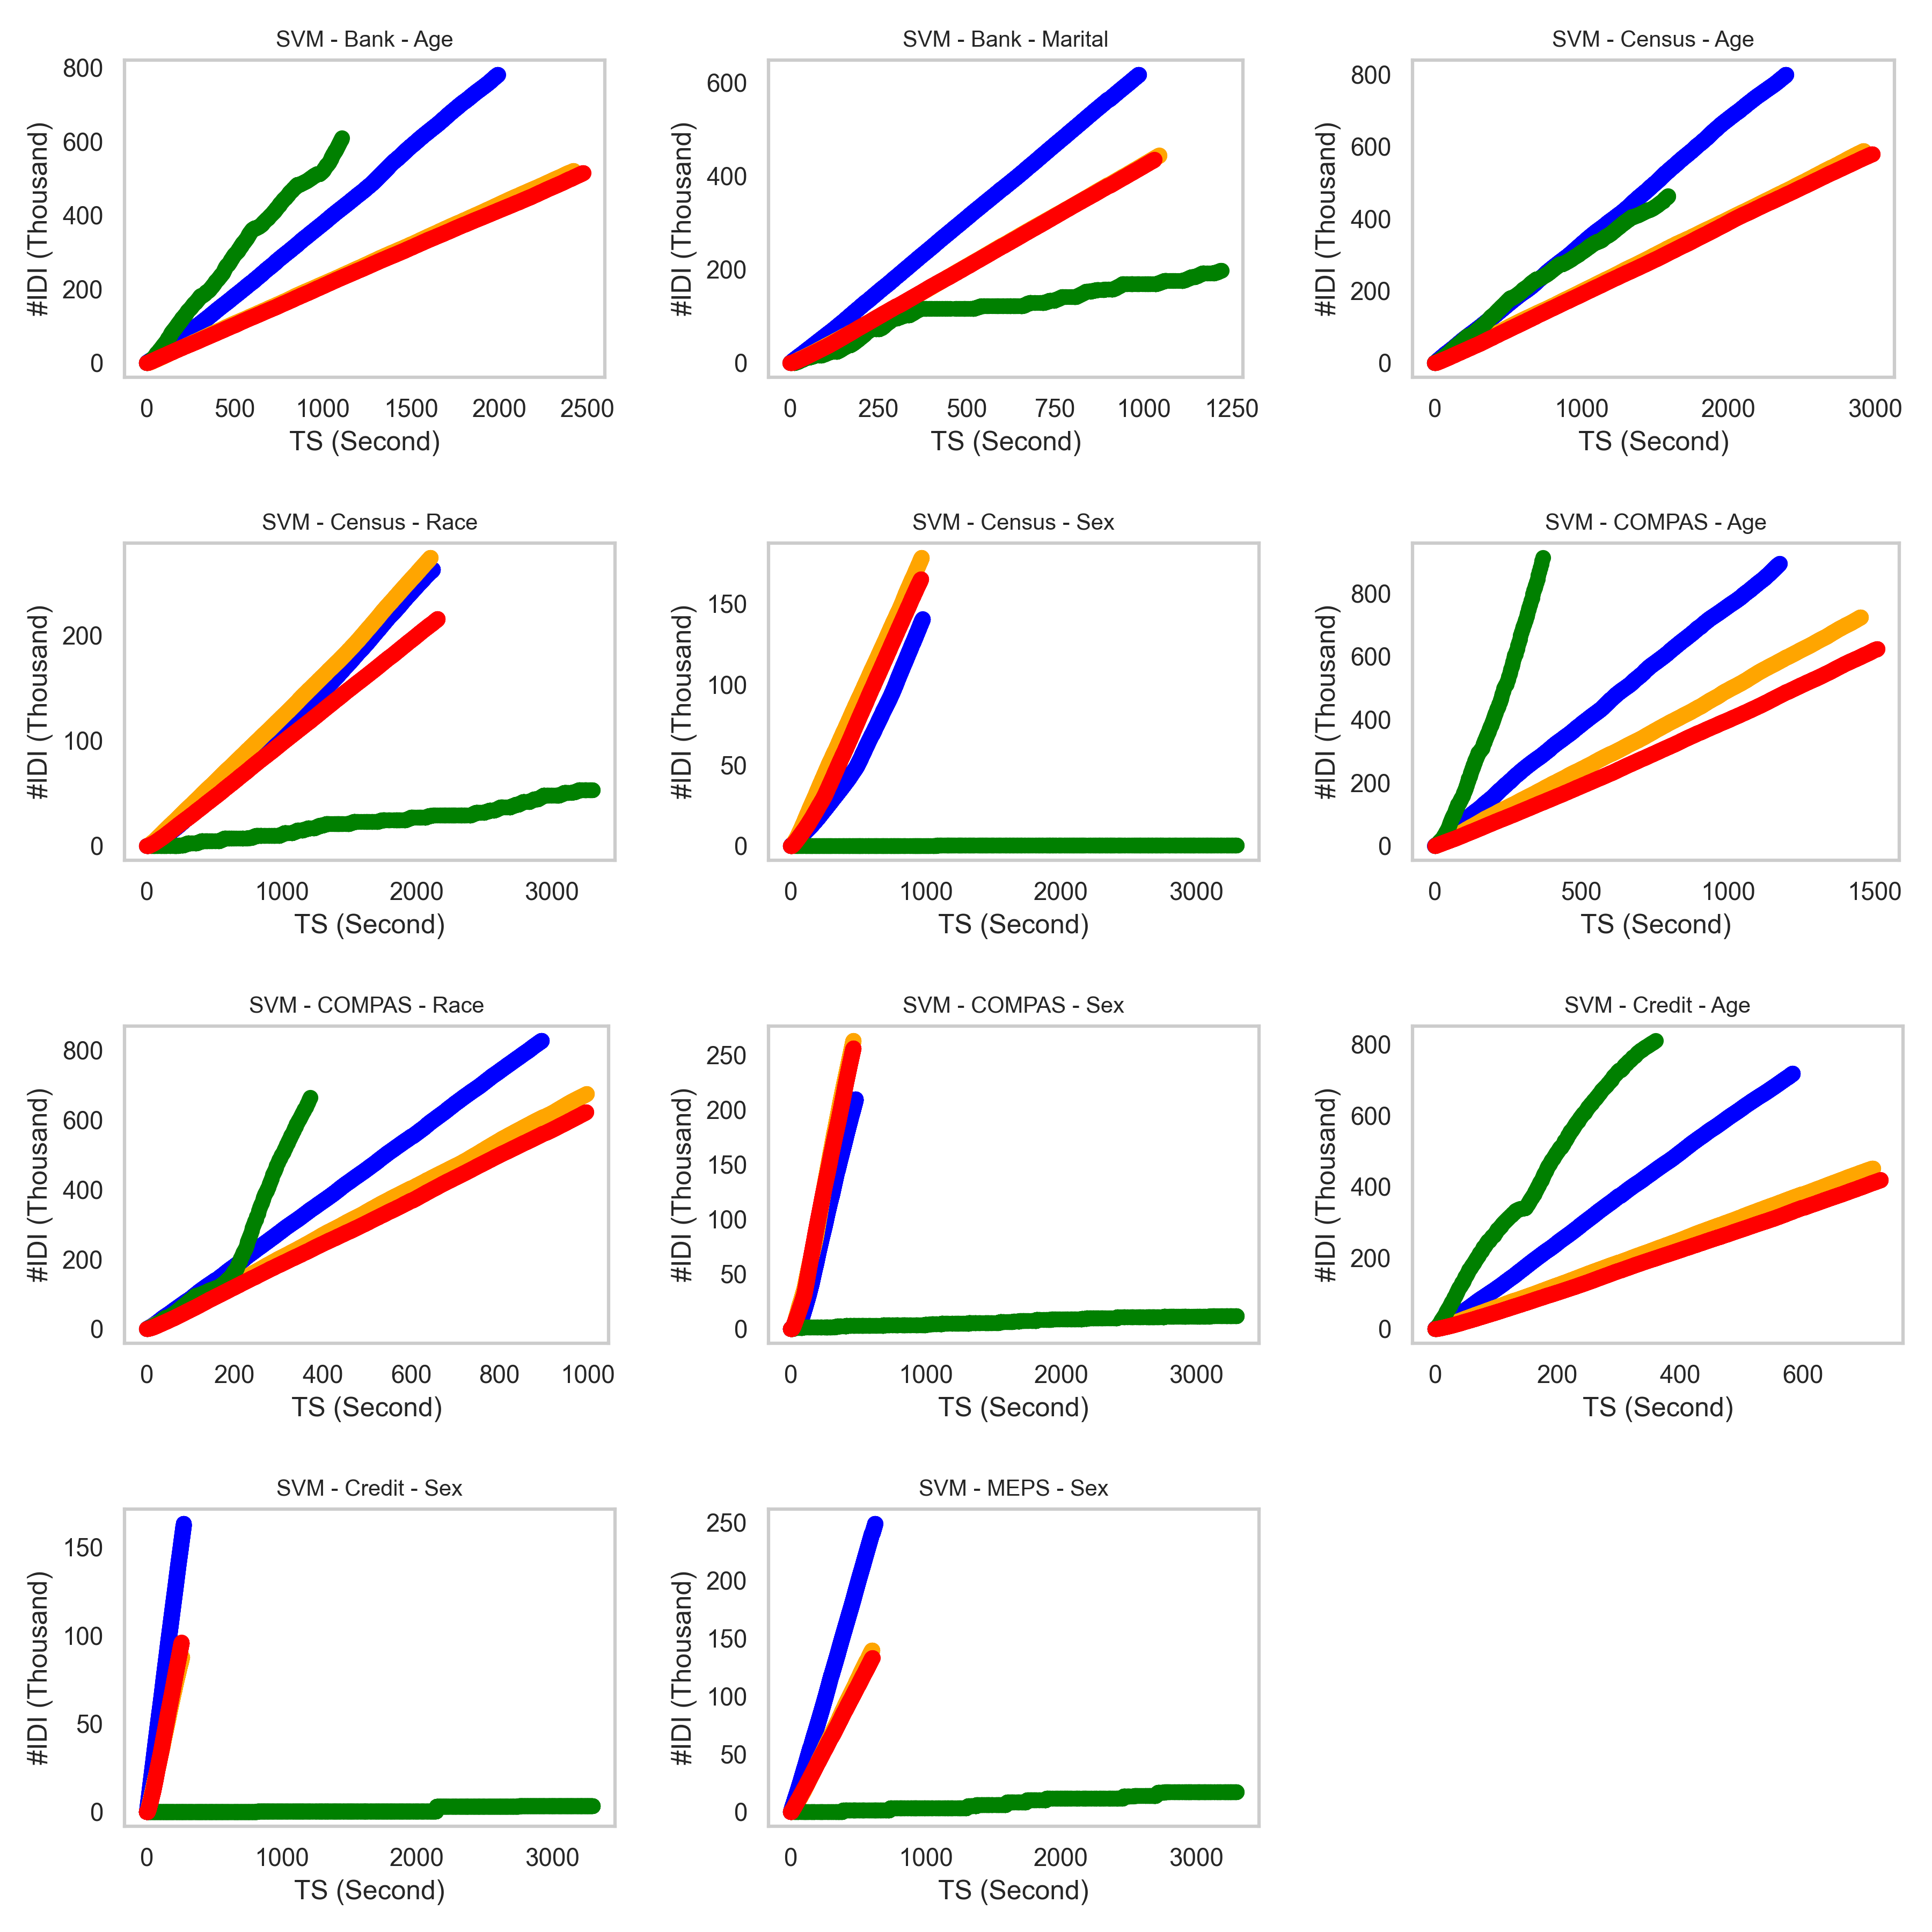 SVM - Bank - Age
800
600
400
200
0
#IDI (Thousand)
0 500 1000 1500 2000 2500
TS (Second)
SVM - Bank - Marital
600
400
200
0
#IDI (Thousand)
0 250 500 750 1000 1250
TS (Second)
SVM - Census - Age
800
600
400
200
0
#IDI (Thousand)
0 1000 2000 3000
TS (Second)
SVM - Census - Race
200
100
0
#IDI (Thousand)
0 1000 2000 3000
TS (Second)
SVM - Census - Sex
150
100
50
0
#IDI (Thousand)
0 1000 2000 3000
TS (Second)
SVM - COMPAS - Age
800
600
400
200
0
#IDI (Thousand)
0 500 1000 1500
TS (Second)
SVM - COMPAS - Race
800
600
400
200
0
#IDI (Thousand)
0 200 400 600 800 1000
TS (Second)
SVM - COMPAS - Sex
250
200
150
100
50
0
#IDI (Thousand)
0 1000 2000 3000
TS (Second)
SVM - Credit - Age
800
600
400
200
0
#IDI (Thousand)
0 200 400 600
TS (Second)
SVM - Credit - Sex
150
100
50
0
#IDI (Thousand)
0 1000 2000 3000
TS (Second)
SVM - MEPS - Sex
250
200
150
100
50
0
#IDI (Thousand)
0 1000 2000 3000
TS (Second)